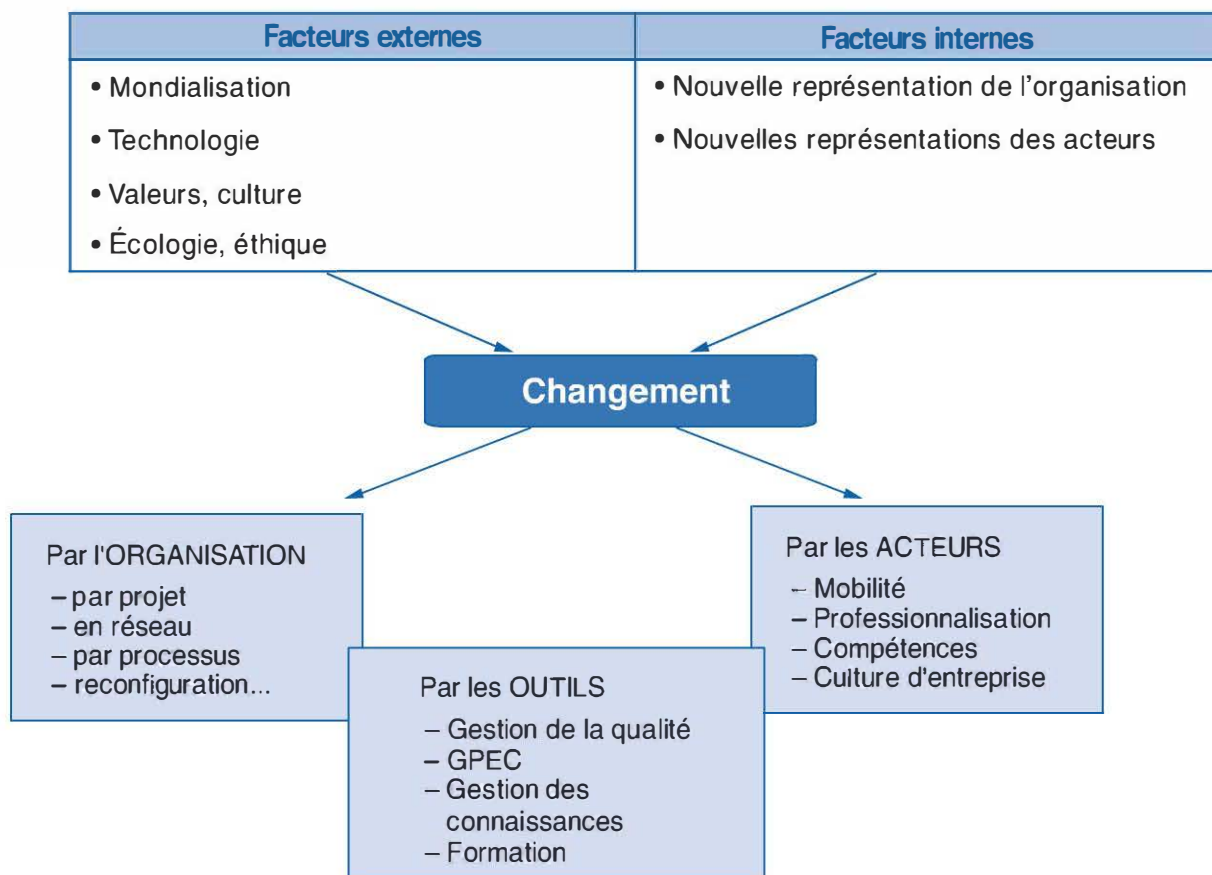 Facteurs externes
Facteurs internes
• Mondialisation
• Technologie
• Valeurs, culture
• Écologie, éthique
• Nouvelle représentation de l'organisation
• Nouvelles représentations des acteurs
Changement
Par l'ORGANISATION
– par projet
– en réseau
– par processus
– reconfiguration...
Par les OUTILS
– Gestion de la qualité
– GPEC
– Gestion des
connaissances
– Formation
Par les ACTEURS
– Mobilité
– Professionnalisation
– Compétences
– Culture d'entreprise